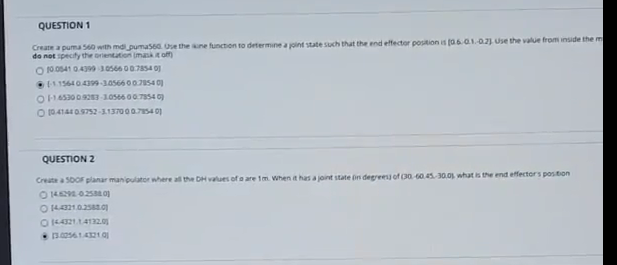 QUESTION 1
Create a puma 560 with mdl_puma560. Use the ikine function to determine a joint state such that the end effector position is [0.6,-0.1,-0.2]. Use the value from inside the m
do not specify the orientation (mask it off)
[0.0841 0.4399 -3.0566 0 0.7854 0]
[-1.1564 0.4399 -3.0566 0 0.7854 0]
[-1.6530 0.9283 -3.0566 0 0.7854 0]
[0.4144 0.9752 -3.1370 0 0.7854 0]
QUESTION 2
Create a 5DOF planar manipulator where all the DH values of a are 1m. When it has a joint state (in degrees) of (30,-60,45,-30,0), what is the end effector's position
[4.6298,-0.2588,0]
[4.4321,0.2588,0]
[4.4321,1.4132,0]
[3.0256,1.4321,0]